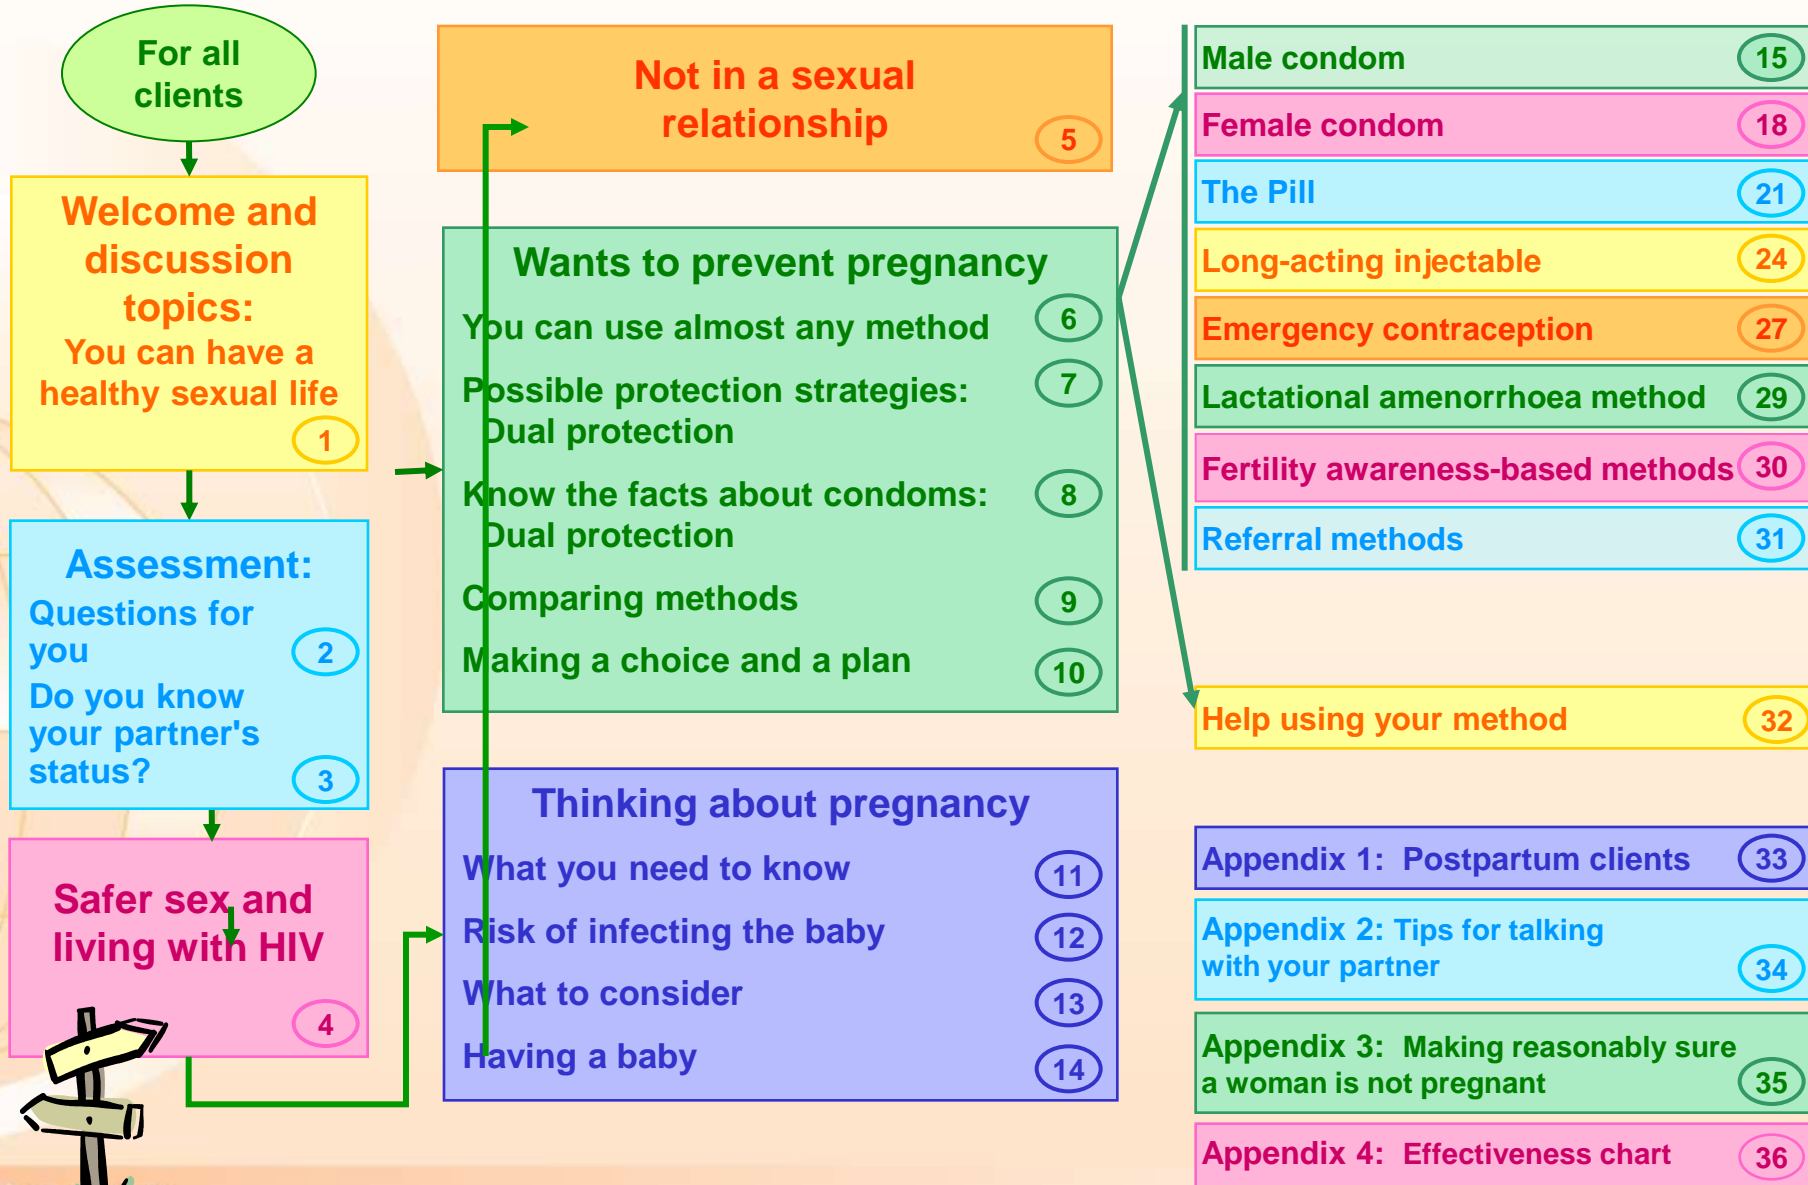 For all
clients
Welcome and
discussion
topics:
You can have a
healthy sexual life
1
Assessment:
Questions for
you
2
Do you know
your partner's
status?
3
Safer sex and
living with HIV
4
Not in a sexual
relationship
5
Wants to prevent pregnancy
You can use almost any method 6
Possible protection strategies: 7
Dual protection
Know the facts about condoms: 8
Dual protection
Comparing methods 9
Making a choice and a plan 10
Thinking about pregnancy
What you need to know 11
Risk of infecting the baby 12
What to consider 13
Having a baby 14
Male condom 15
Female condom 18
The Pill 21
Long-acting injectable 24
Emergency contraception 27
Lactational amenorrhoea method 29
Fertility awareness-based methods 30
Referral methods 31
Help using your method 32
Appendix 1: Postpartum clients 33
Appendix 2: Tips for talking
with your partner 34
Appendix 3: Making reasonably sure
a woman is not pregnant 35
Appendix 4: Effectiveness chart 36